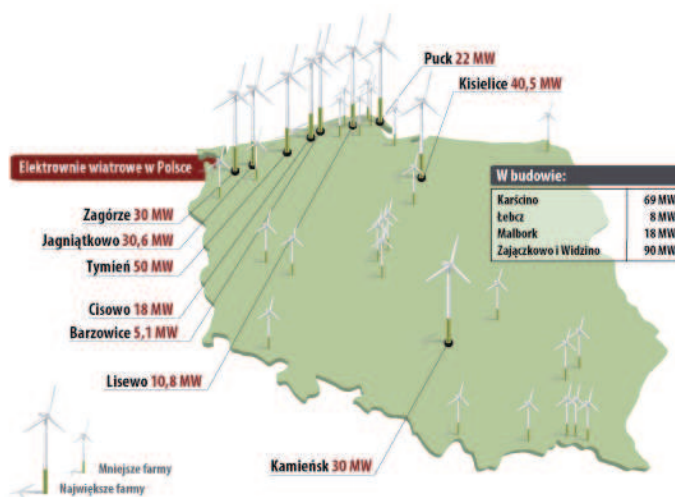 Puck 22 MW
Kisielice 40,5 MW
Elektrownie wiatrowe w Polsce
W budowie:
Karścino 69 MW
Łebcz 8 MW
Malbork 18 MW
Zajączkowo i Widzino 90 MW
Zagórze 30 MW
Jagniątkowo 30,6 MW
Tymień 50 MW
Cisowo 18 MW
Barzowice 5,1 MW
Lisewo 10,8 MW
Kamieńsk 30 MW
Mniejsze farmy
Największe farmy